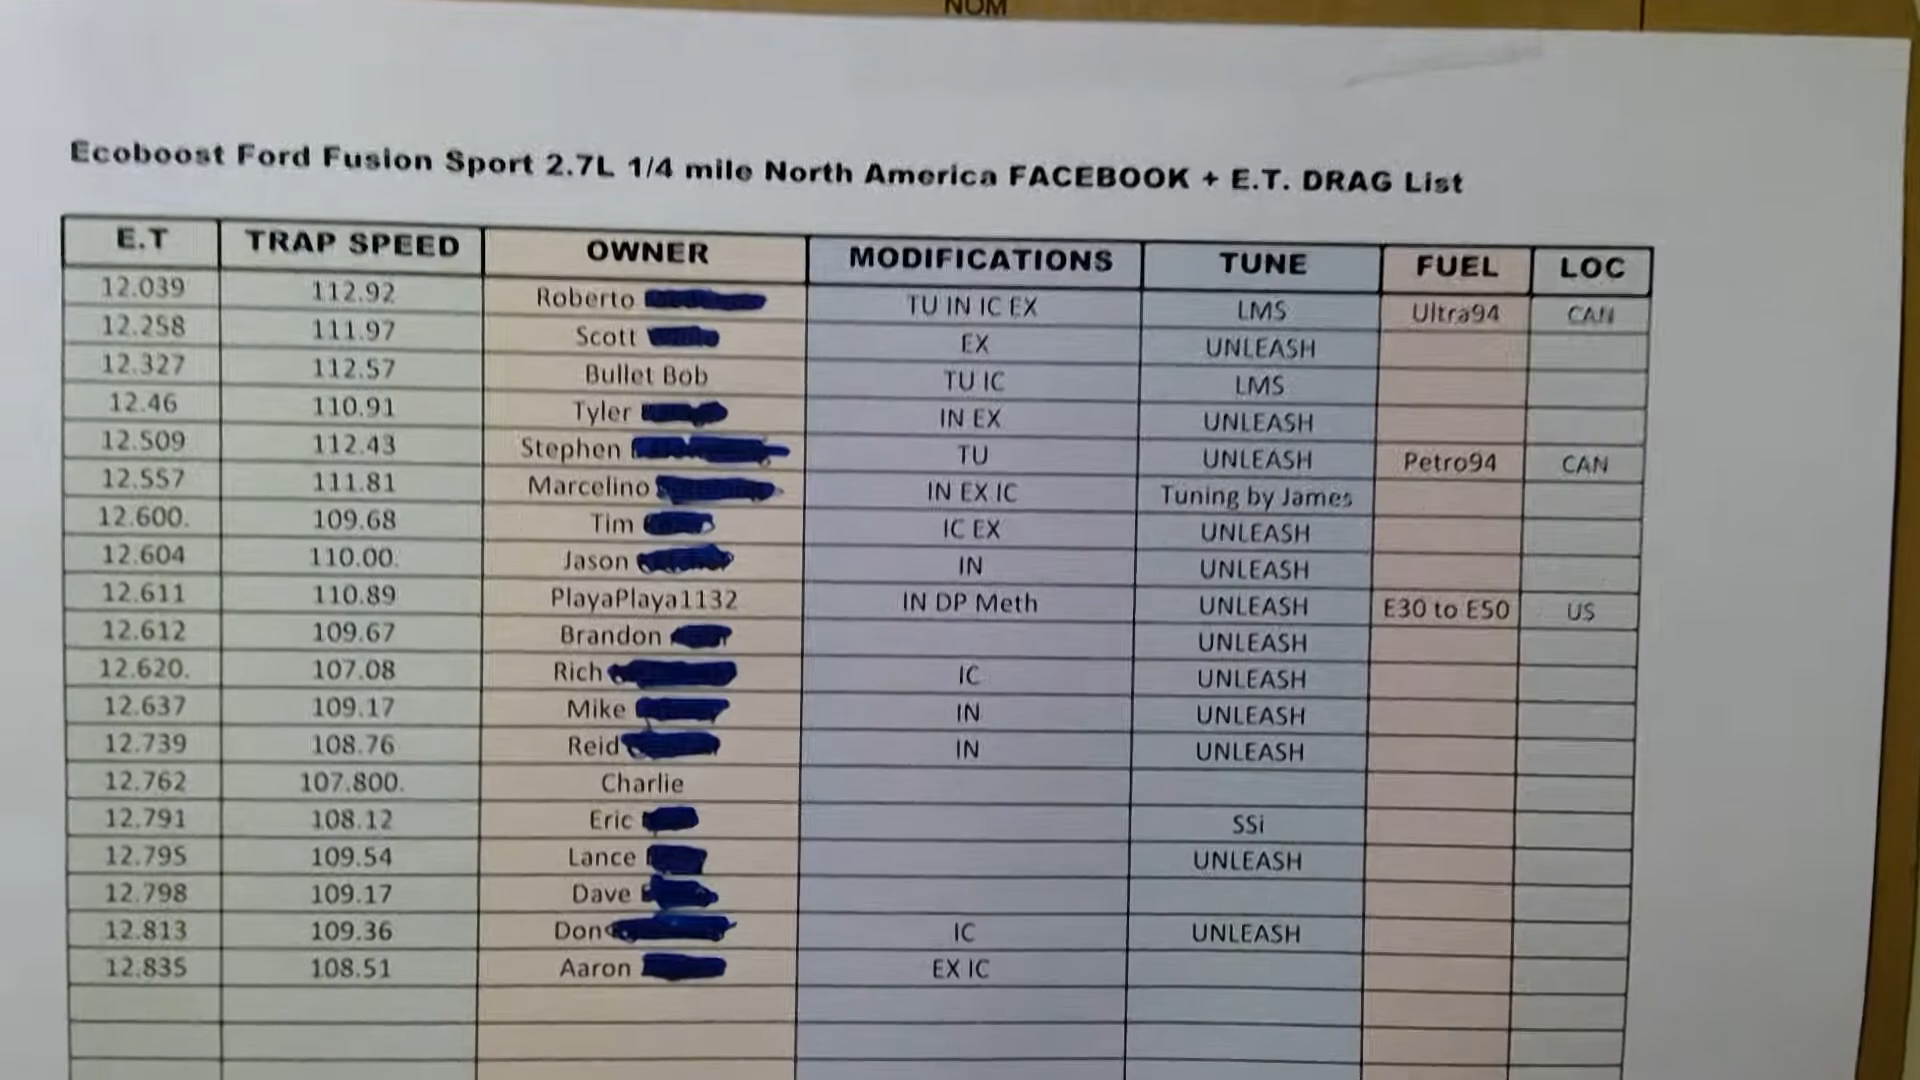 NOM
Ecoboost Ford Fusion Sport 2.7L 1/4 mile North America FACEBOOK + E.T. DRAG List
E.T TRAP SPEED OWNER MODIFICATIONS TUNE FUEL LOC
12.039 112.92 Roberto TU IN IC EX LMS Ultra94 CAN
12.258 111.97 Scott EX UNLEASH
12.327 112.57 Bullet Bob TU IC LMS
12.46 110.91 Tyler IN EX UNLEASH
12.509 112.43 Stephen TU UNLEASH Petro94 CAN
12.557 111.81 Marcelino IN EX IC Tuning by James
12.600. 109.68 Tim IC EX UNLEASH
12.604 110.00. Jason IN UNLEASH
12.611 110.89 PlayaPlaya1132 IN DP Meth UNLEASH E30 to E50 US
12.612 109.67 Brandon UNLEASH
12.620. 107.08 Rich IC UNLEASH
12.637 109.17 Mike IN UNLEASH
12.739 108.76 Reid IN UNLEASH
12.762 107.800. Charlie
12.791 108.12 Eric SSi
12.795 109.54 Lance UNLEASH
12.798 109.17 Dave
12.813 109.36 Don IC UNLEASH
12.835 108.51 Aaron EX IC